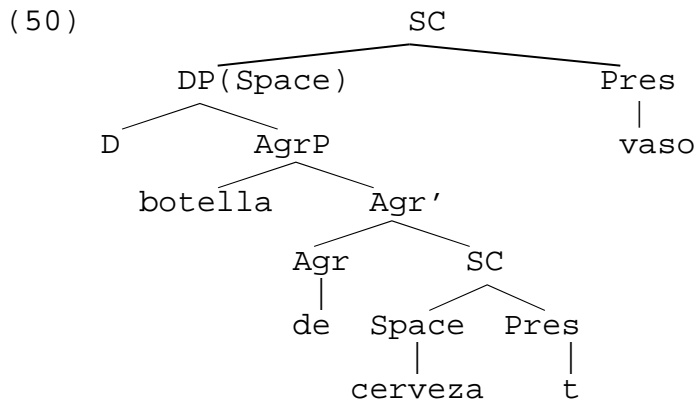 (50) SC
DP(Space) Pres
D AgrP vaso
botella Agr’
Agr SC
de Space Pres
cerveza t